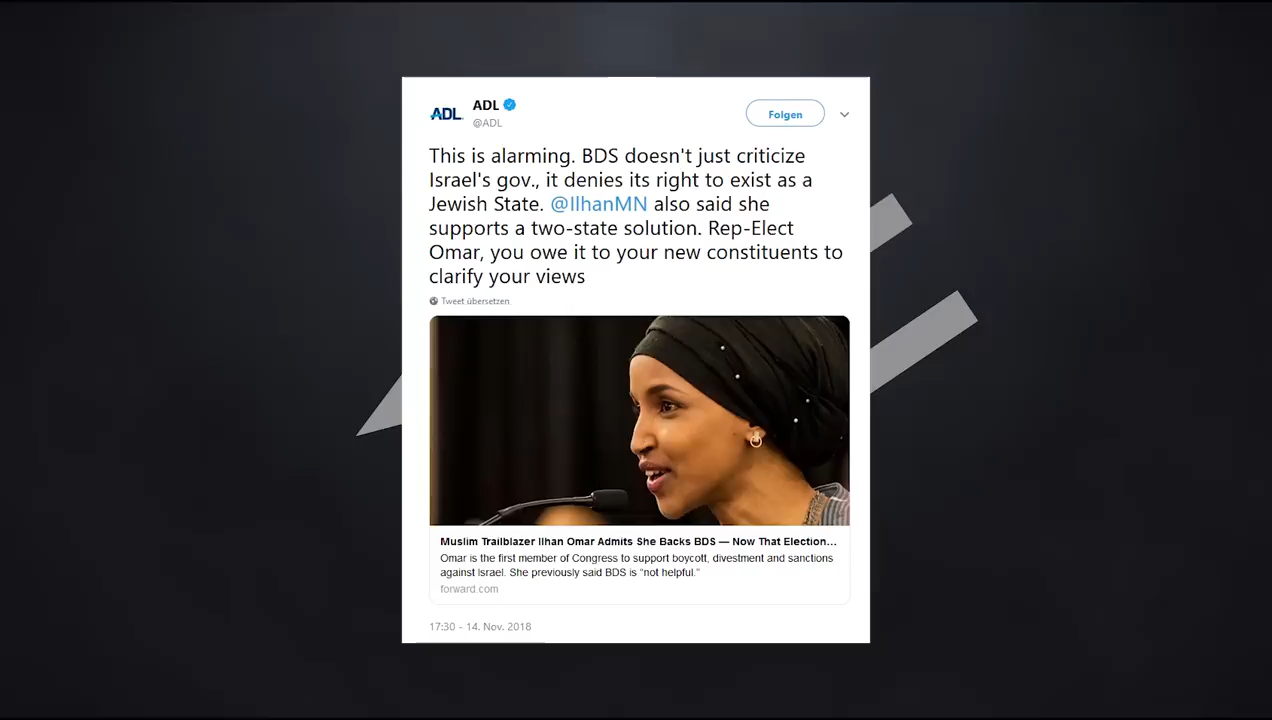 ADL
ADL
Folgen
@ADL
This is alarming. BDS doesn't just criticize
Israel's gov., it denies its right to exist as a
Jewish State. @IlhanMN also said she
supports a two-state solution. Rep-Elect
Omar, you owe it to your new constituents to
clarify your views
Tweet übersetzen
Muslim Trailblazer Ilhan Omar Admits She Backs BDS — Now That Election...
Omar is the first member of Congress to support boycott, divestment and sanctions
against Israel. She previously said BDS is "not helpful."
forward.com
17:30 - 14. Nov. 2018